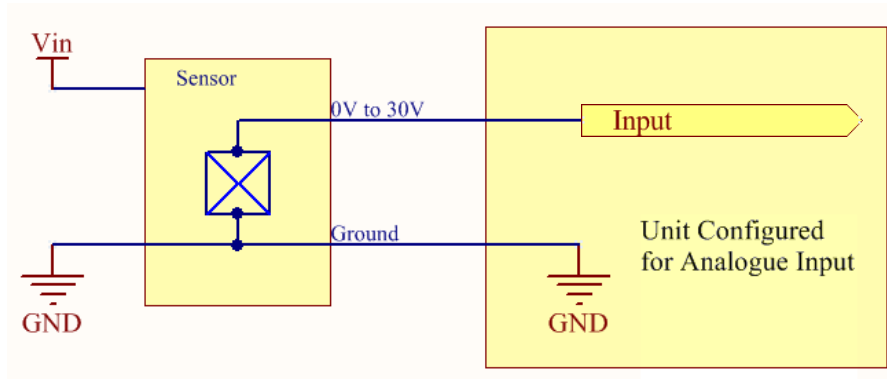 Vin
Sensor
0V to 30V
Input
Ground
Unit Configured
for Analogue Input
GND
GND